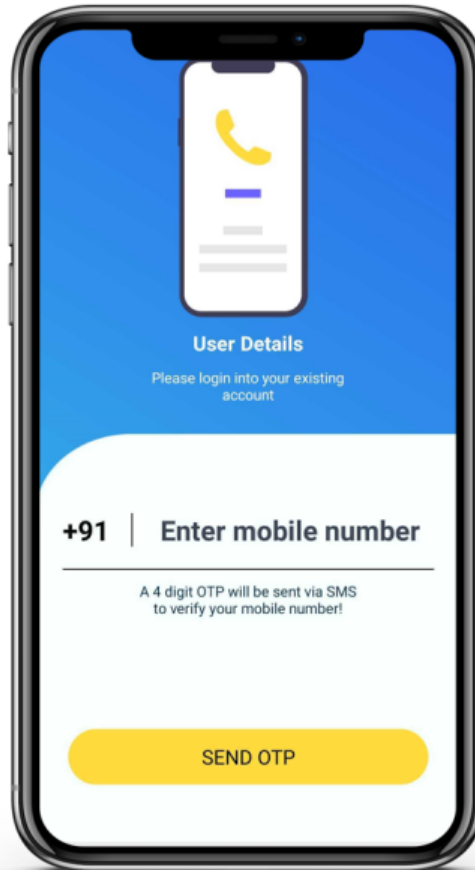 User Details
Please login into your existing
account
+91 Enter mobile number
A 4 digit OTP will be sent via SMS
to verify your mobile number!
SEND OTP